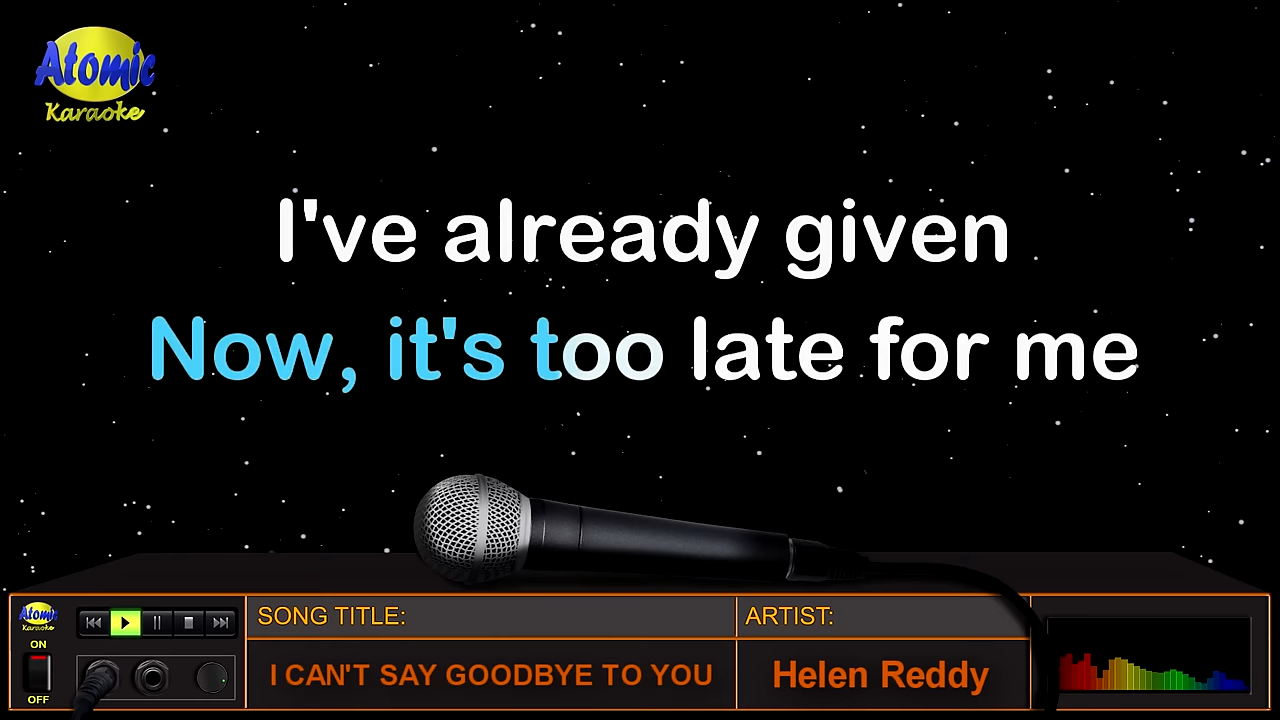 Atomic
Karaoke
I've already given
Now, it's too late for me
Atomic
Karaoke
ON
OFF
SONG TITLE:
I CAN'T SAY GOODBYE TO YOU
ARTIST:
Helen Reddy